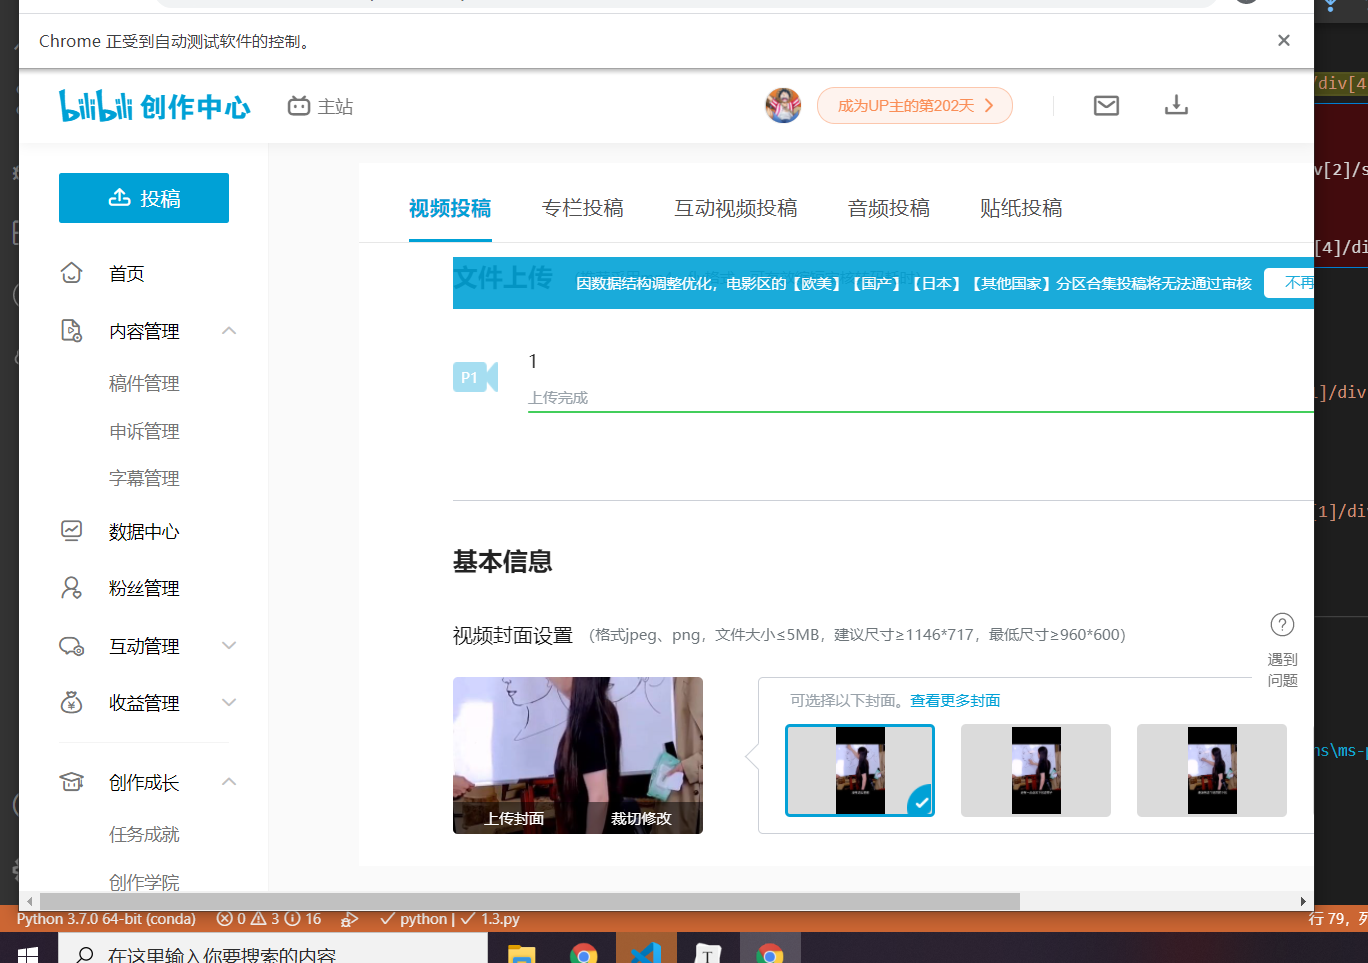 Chrome 正受到自动测试软件的控制。
bilibili 创作中心
主站
成为UP主的第202天
投稿
首页
内容管理
稿件管理
申诉管理
字幕管理
数据中心
粉丝管理
互动管理
收益管理
创作成长
任务成就
创作学院
视频投稿
专栏投稿
互动视频投稿
音频投稿
贴纸投稿
文件上传
因数据结构调整优化，电影区的【欧美】【国产】【日本】【其他国家】分区合集投稿将无法通过审核
不再
P1
1
上传完成
基本信息
视频封面设置 （格式jpeg、png，文件大小≤5MB，建议尺寸≥1146*717，最低尺寸≥960*600）
遇到
问题
上传封面
裁切修改
可选择以下封面。查看更多封面
/div[4
v[2]/s
[4]/di
1]/div
[1]/div
ns\ms-p
Python 3.7.0 64-bit (conda) 0 3 16 python | 1.3.py
行 79，列
在这里输入你要搜索的内容
T